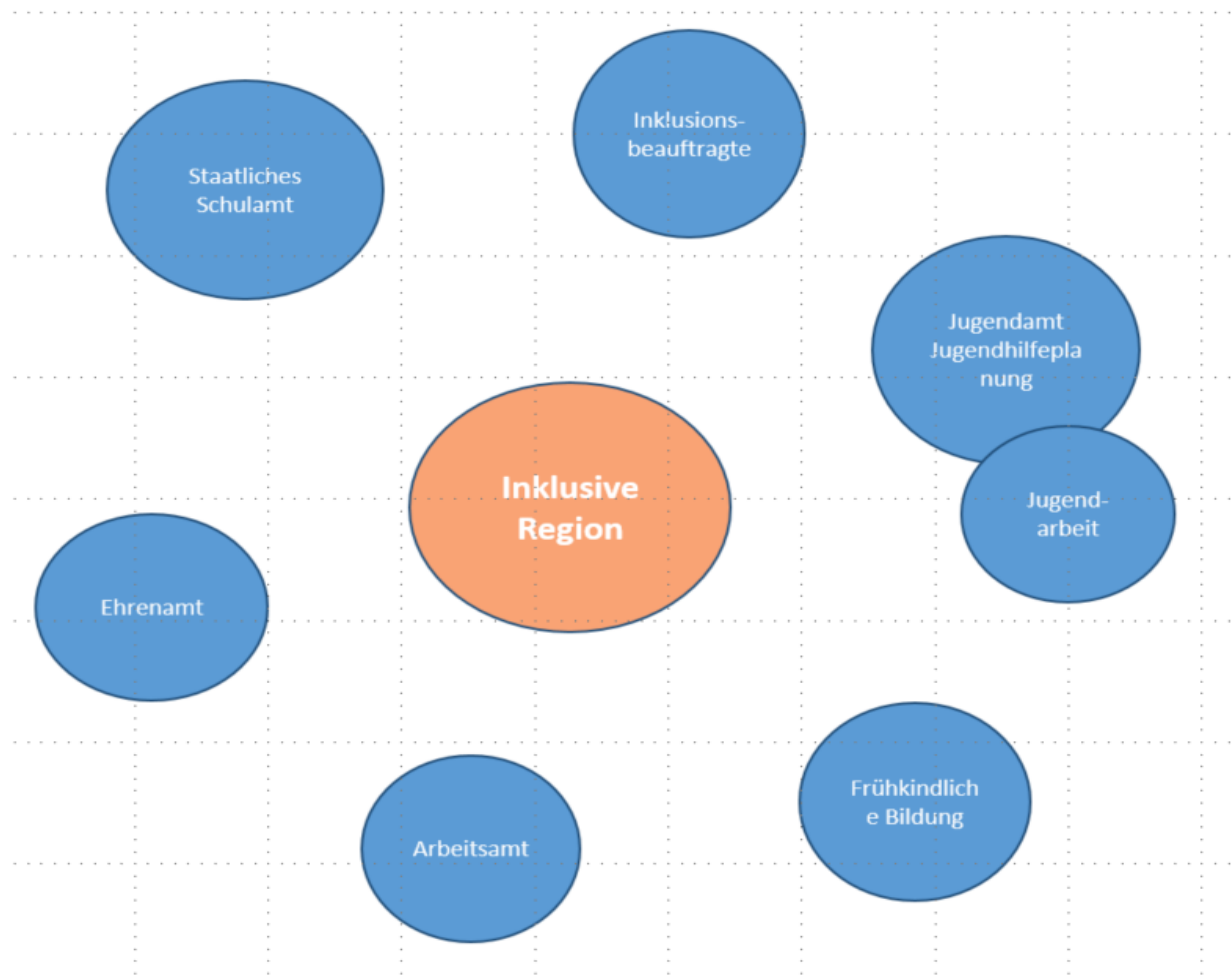 Inklusions-
beauftragte
Staatliches
Schulamt
Jugendamt
Jugendhilfepla
nung
Inklusive
Region
Jugend-
arbeit
Ehrenamt
Frühkindlich
e Bildung
Arbeitsamt